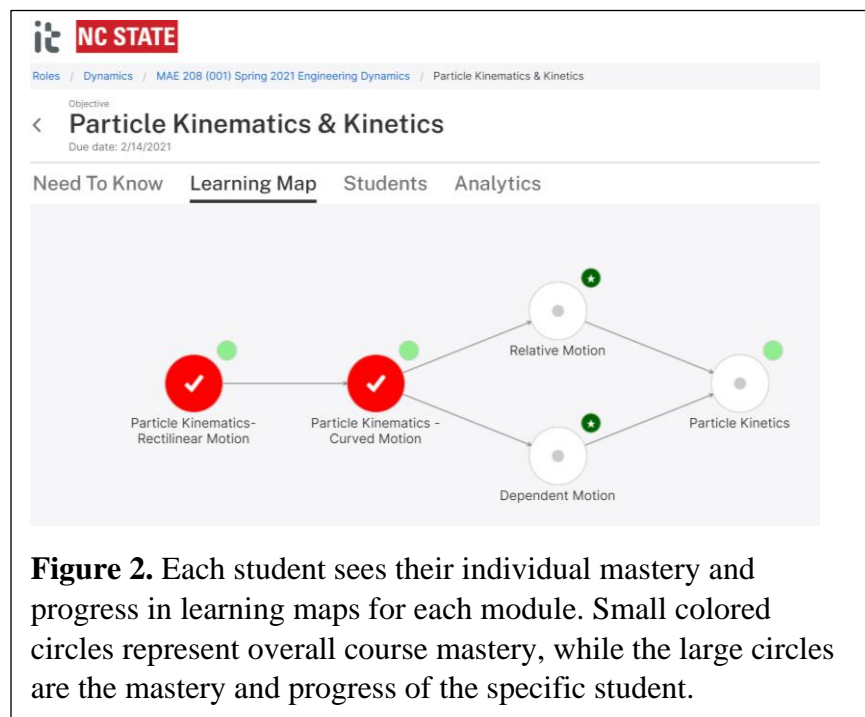 it NC STATE
Roles / Dynamics / MAE 208 (001) Spring 2021 Engineering Dynamics / Particle Kinematics & Kinetics
Objective
< Particle Kinematics & Kinetics
Due date: 2/14/2021
Need To Know Learning Map Students Analytics
Relative Motion
Particle Kinematics-
Rectilinear Motion
Particle Kinematics -
Curved Motion
Particle Kinetics
Dependent Motion
Figure 2. Each student sees their individual mastery and
progress in learning maps for each module. Small colored
circles represent overall course mastery, while the large circles
are the mastery and progress of the specific student.